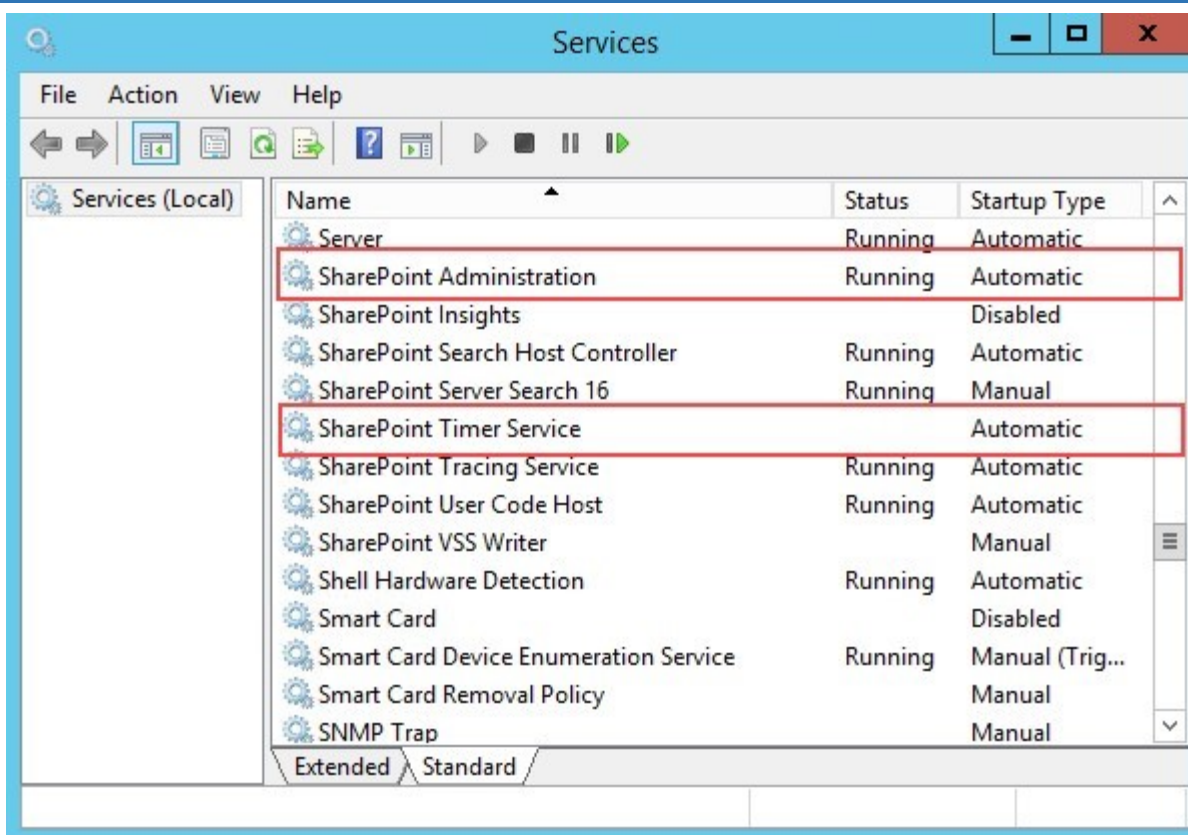 Services
File Action View Help
Services (Local)
Name Status Startup Type
Server Running Automatic
SharePoint Administration Running Automatic
SharePoint Insights Disabled
SharePoint Search Host Controller Running Automatic
SharePoint Server Search 16 Running Manual
SharePoint Timer Service Automatic
SharePoint Tracing Service Running Automatic
SharePoint User Code Host Running Automatic
SharePoint VSS Writer Manual
Shell Hardware Detection Running Automatic
Smart Card Disabled
Smart Card Device Enumeration Service Running Manual (Trig...
Smart Card Removal Policy Manual
SNMP Trap Manual
Extended Standard